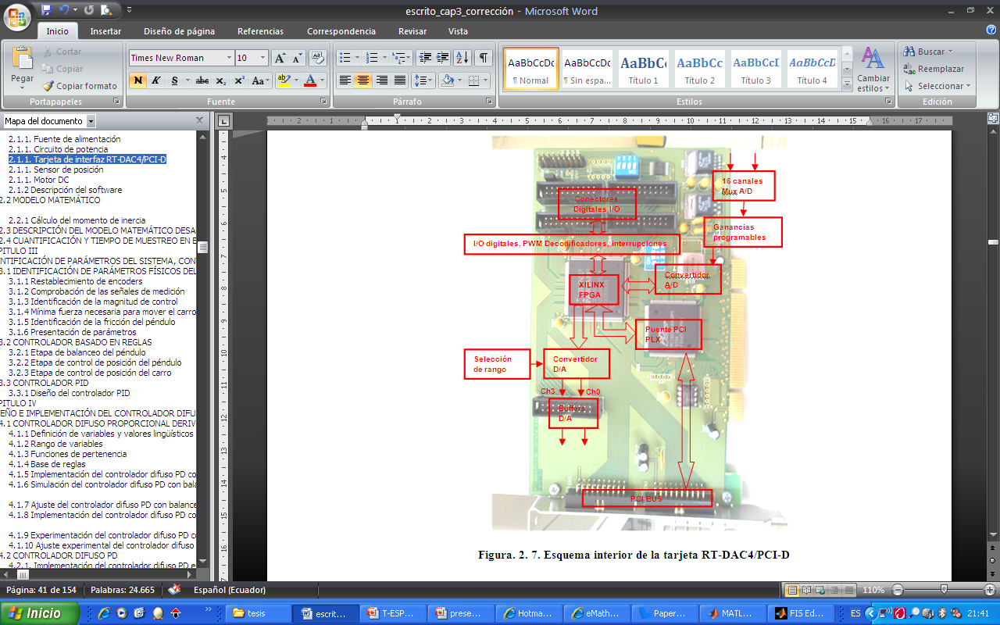 escrito_cap3_corrección - Microsoft Word
Inicio Insertar Diseño de página Referencias Correspondencia Revisar Vista
Pegar
Cortar
Copiar
Copiar formato
Portapapeles
Times New Roman 10
N K S abc x₂ x² Aa
Fuente
Párrafo
AaBbCcDc AaBbCcDc AaBbCc AaBbCc AaBbCcI AaBbCcD
¶ Normal ¶ Sin espa... Título 1 Título 2 Título 3 Título 4
Cambiar estilos
Estilos
Buscar
Reemplazar
Seleccionar
Edición
Mapa del documento
2.1.1. Fuente de alimentación
2.1.1. Circuito de potencia
2.1.1. Tarjeta de interfaz RT-DAC4/PCI-D
2.1.1. Sensor de posición
2.1.1. Motor DC
2.1.2 Descripción del software
2.2 MODELO MATEMÁTICO
2.2.1 Cálculo del momento de inercia
2.3 DESCRIPCIÓN DEL MODELO MATEMÁTICO DESA
2.4 CUANTIFICACIÓN Y TIEMPO DE MUESTREO EN E
PITULO III
NTIFICACIÓN DE PARÁMETROS DEL SISTEMA, CON
3.1 IDENTIFICACIÓN DE PARÁMETROS FÍSICOS DEL
3.1.1 Restablecimiento de encoders
3.1.2 Comprobación de las señales de medición
3.1.3 Identificación de la magnitud de control
3.1.4 Mínima fuerza necesaria para mover el carro
3.1.5 Identificación de la fricción del péndulo
3.1.6 Presentación de parámetros
3.2 CONTROLADOR BASADO EN REGLAS
3.2.1 Etapa de balanceo del péndulo
3.2.2 Etapa de control de posición del péndulo
3.2.3 Etapa de control de posición del carro
3.3 CONTROLADOR PID
3.3.1 Diseño del controlador PID
PITULO IV
EÑO E IMPLEMENTACIÓN DEL CONTROLADOR DIFU
4.1 CONTROLADOR DIFUSO PROPORCIONAL DERIV
4.1.1 Definición de variables y valores lingüísticos
4.1.2 Rango de variables
4.1.3 Funciones de pertenencia
4.1.4 Base de reglas
4.1.5 Implementación del controlador difuso PD co
4.1.6 Simulación del controlador difuso PD con bala
4.1.7 Ajuste del controlador difuso PD con balance
4.1.8 Implementación del controlador difuso PD co
4.1.9 Experimentación del controlador difuso PD co
4.1.10 Ajuste experimental del controlador difuso
4.2 CONTROLADOR DIFUSO PD
4.2.1. Implementación del controlador difuso PD e
16 canales
Mux A/D
Conectores
Digitales I/O
Ganancias
programables
I/O digitales, PWM Decodificadores, interrupciones
Convertidor
A/D
XILINX
FPGA
Puente PCI
PLX
Selección
de rango
Convertidor
D/A
Ch3 Ch0
Buffers
D/A
PCI BUS
Figura. 2. 7. Esquema interior de la tarjeta RT-DAC4/PCI-D
Página: 41 de 154 Palabras: 24.665 Español (Ecuador) 110%
Inicio tesis escrit... T-ESP... prese... Hotma... eMath... Paper... MATL... FIS Ed... ES 21:41